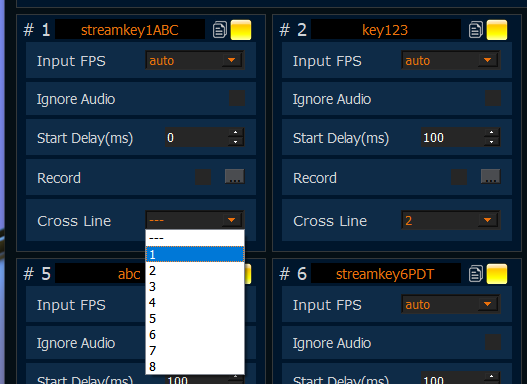 # 1 streamkey1ABC
Input FPS auto
Ignore Audio
Start Delay(ms) 0
Record ...
Cross Line ---
---
1
2
3
4
5
6
7
8
# 2 key123
Input FPS auto
Ignore Audio
Start Delay(ms) 100
Record ...
Cross Line 2
# 5 abc
Input FPS
Ignore Audio
Start Delay(ms) 100
# 6 streamkey6PDT
Input FPS auto
Ignore Audio
Start Delay(ms) 100